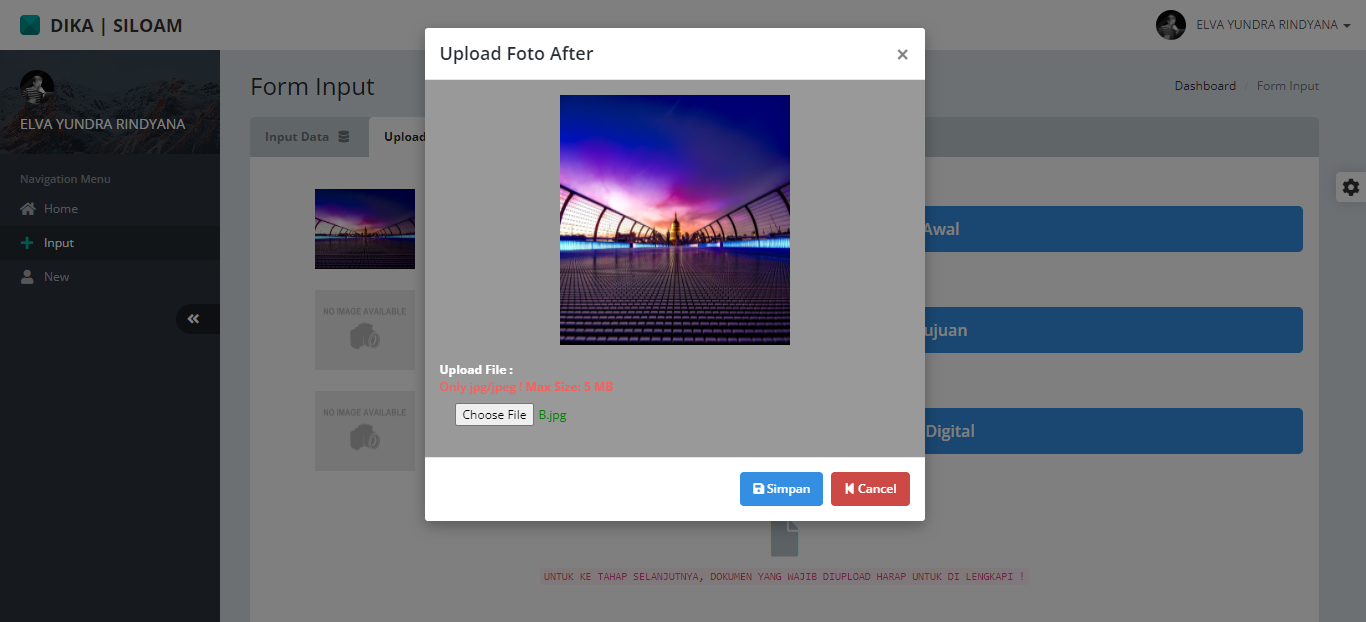 DIKA | SILOAM
ELVA YUNDRA RINDYANA
Upload Foto After
×
Form Input
Dashboard / Form Input
ELVA YUNDRA RINDYANA
Input Data
Upload
Navigation Menu
Home
Input
New
Awal
NO IMAGE AVAILABLE
ujuan
NO IMAGE AVAILABLE
Digital
Upload File :
Only jpg/jpeg ! Max Size: 5 MB
Choose File B.jpg
Simpan
Cancel
UNTUK KE TAHAP SELANJUTNYA, DOKUMEN YANG WAJIB DIUPLOAD HARAP UNTUK DI LENGKAPI !